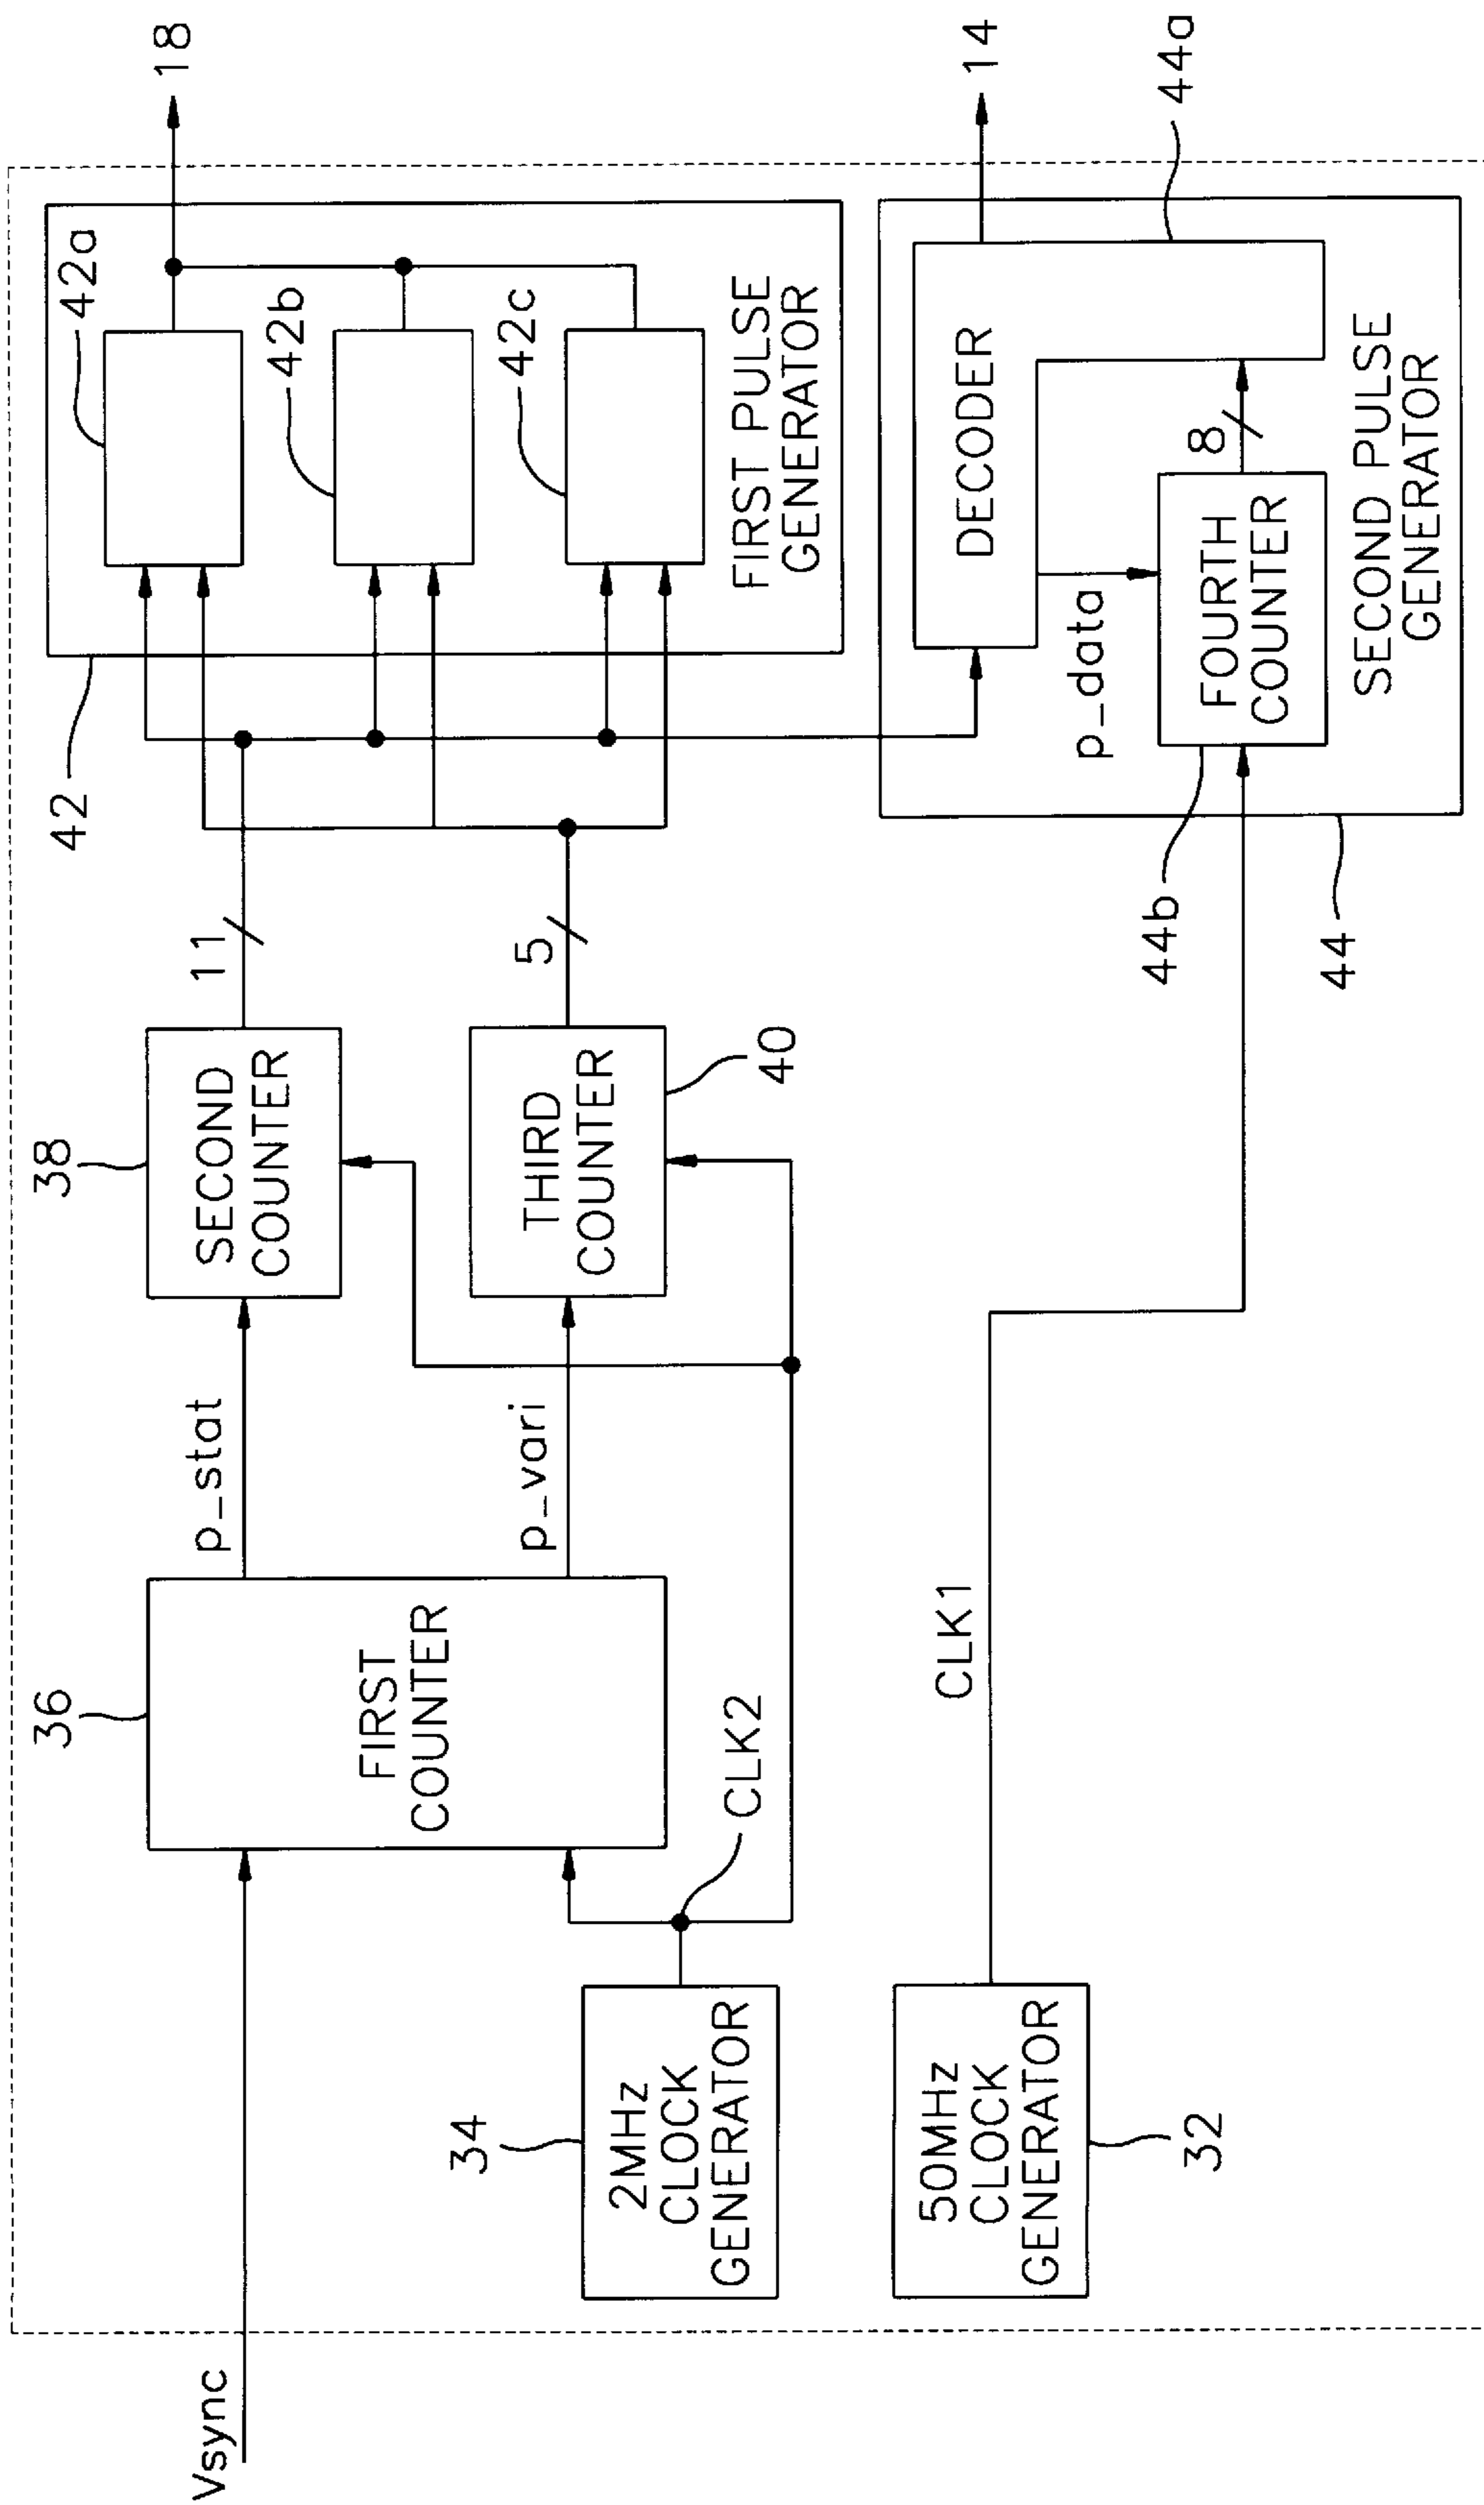 18
42a
42b
42c
FIRST PULSE
GENERATOR
42
38
SECOND
COUNTER
11
5
THIRD
COUNTER
40
p_stat
p_vari
36
FIRST
COUNTER
CLK2
34
2MHz
CLOCK
GENERATOR
Vsync
14
44a
DECODER
p_data
8
FOURTH
COUNTER
SECOND PULSE
GENERATOR
44b
44
CLK1
50MHz
CLOCK
GENERATOR
32